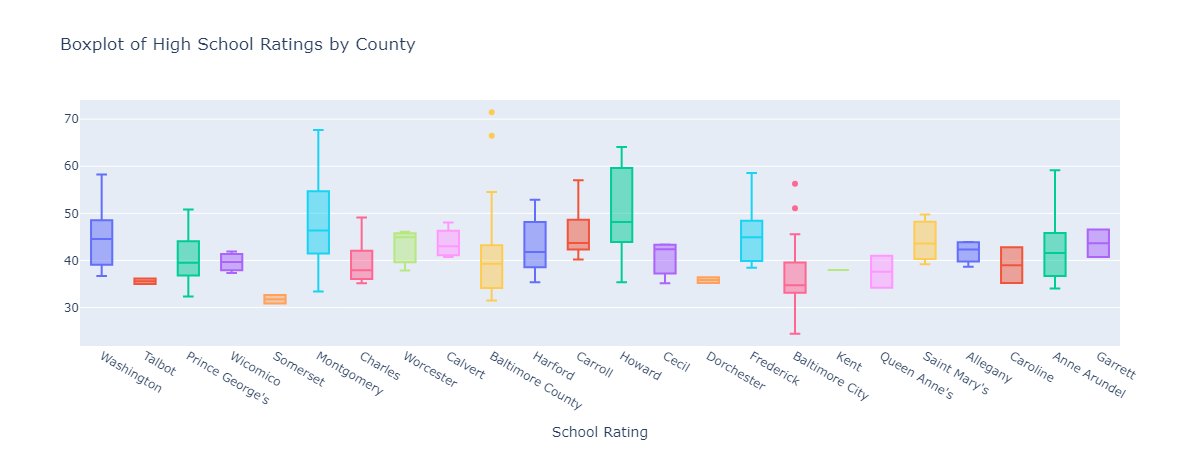 Boxplot of High School Ratings by County
70
60
50
40
30
Washington
Talbot
Prince George's
Wicomico
Somerset
Montgomery
Charles
Worcester
Calvert
Baltimore County
Harford
Carroll
Howard
Cecil
Dorchester
Frederick
Baltimore City
Kent
Queen Anne's
Saint Mary's
Allegany
Caroline
Anne Arundel
Garrett
School Rating